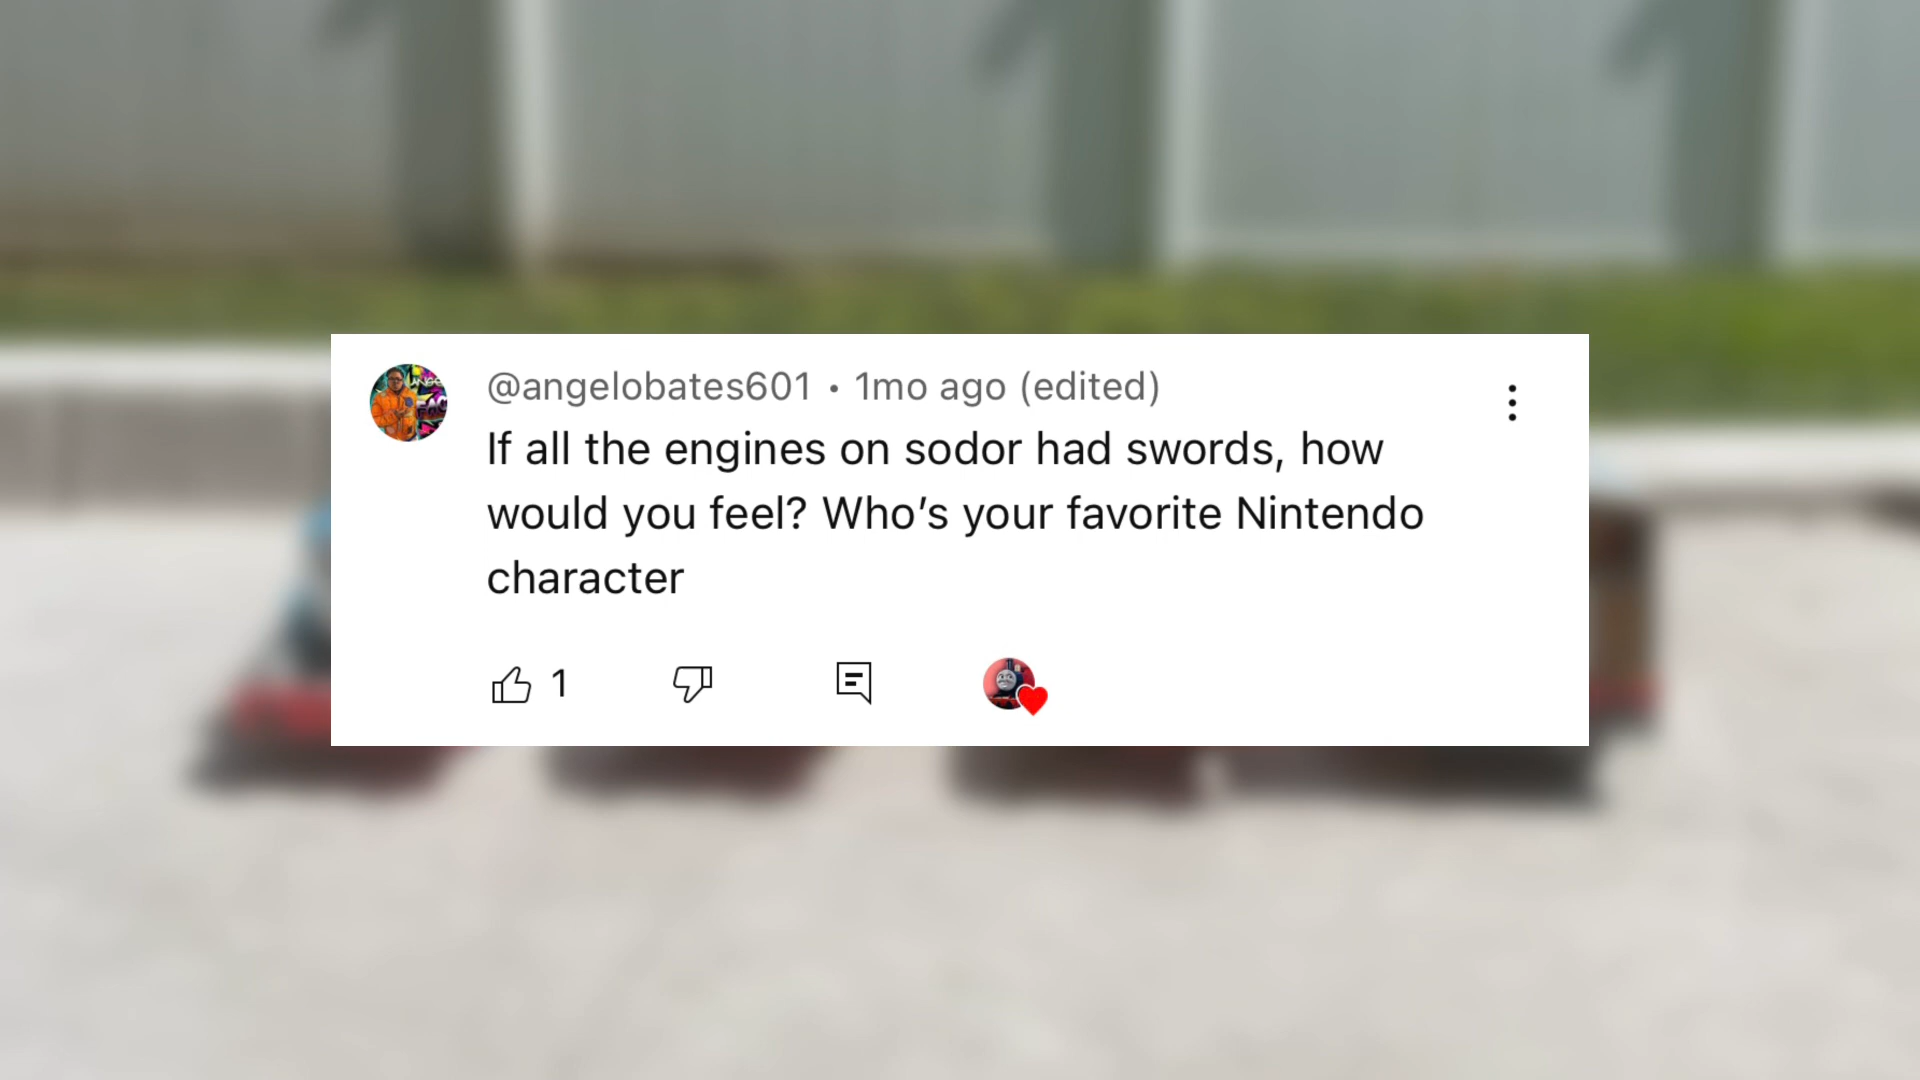 @angelobates601 • 1mo ago (edited)
If all the engines on sodor had swords, how
would you feel? Who’s your favorite Nintendo
character
1